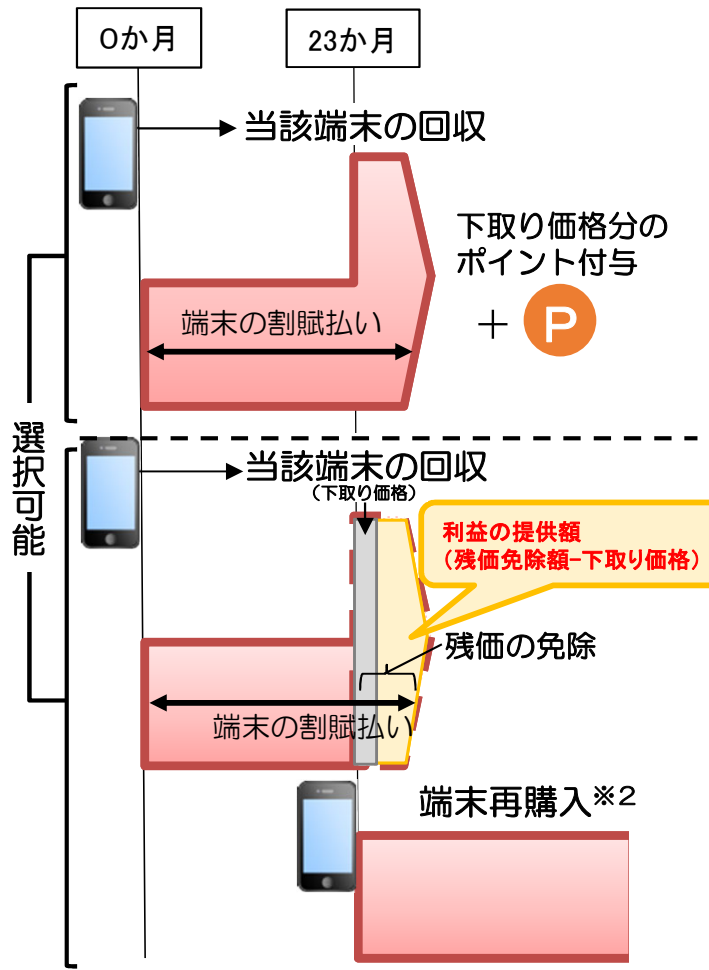 0か月
23か月
当該端末の回収
下取り価格分の
ポイント付与
端末の割賦払い
+ P
選択可能
当該端末の回収
(下取り価格)
利益の提供額
(残価免除額-下取り価格)
残価の免除
端末の割賦払い
端末再購入※2